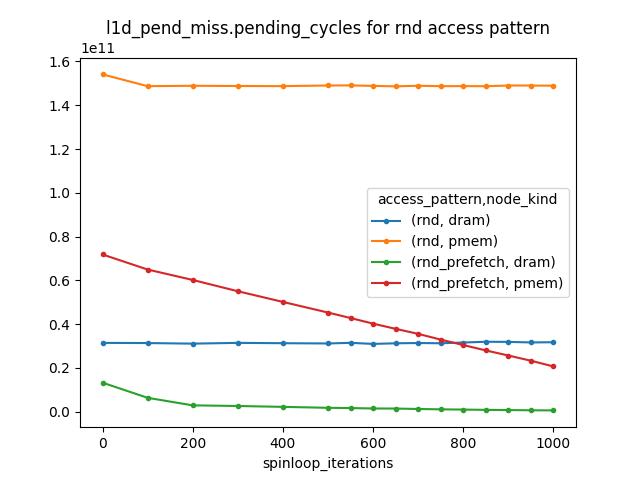 l1d_pend_miss.pending_cycles for rnd access pattern
1e11
1.6
1.4
1.2
1.0
0.8
0.6
0.4
0.2
0.0
access_pattern,node_kind
(rnd, dram)
(rnd, pmem)
(rnd_prefetch, dram)
(rnd_prefetch, pmem)
0 200 400 600 800 1000
spinloop_iterations